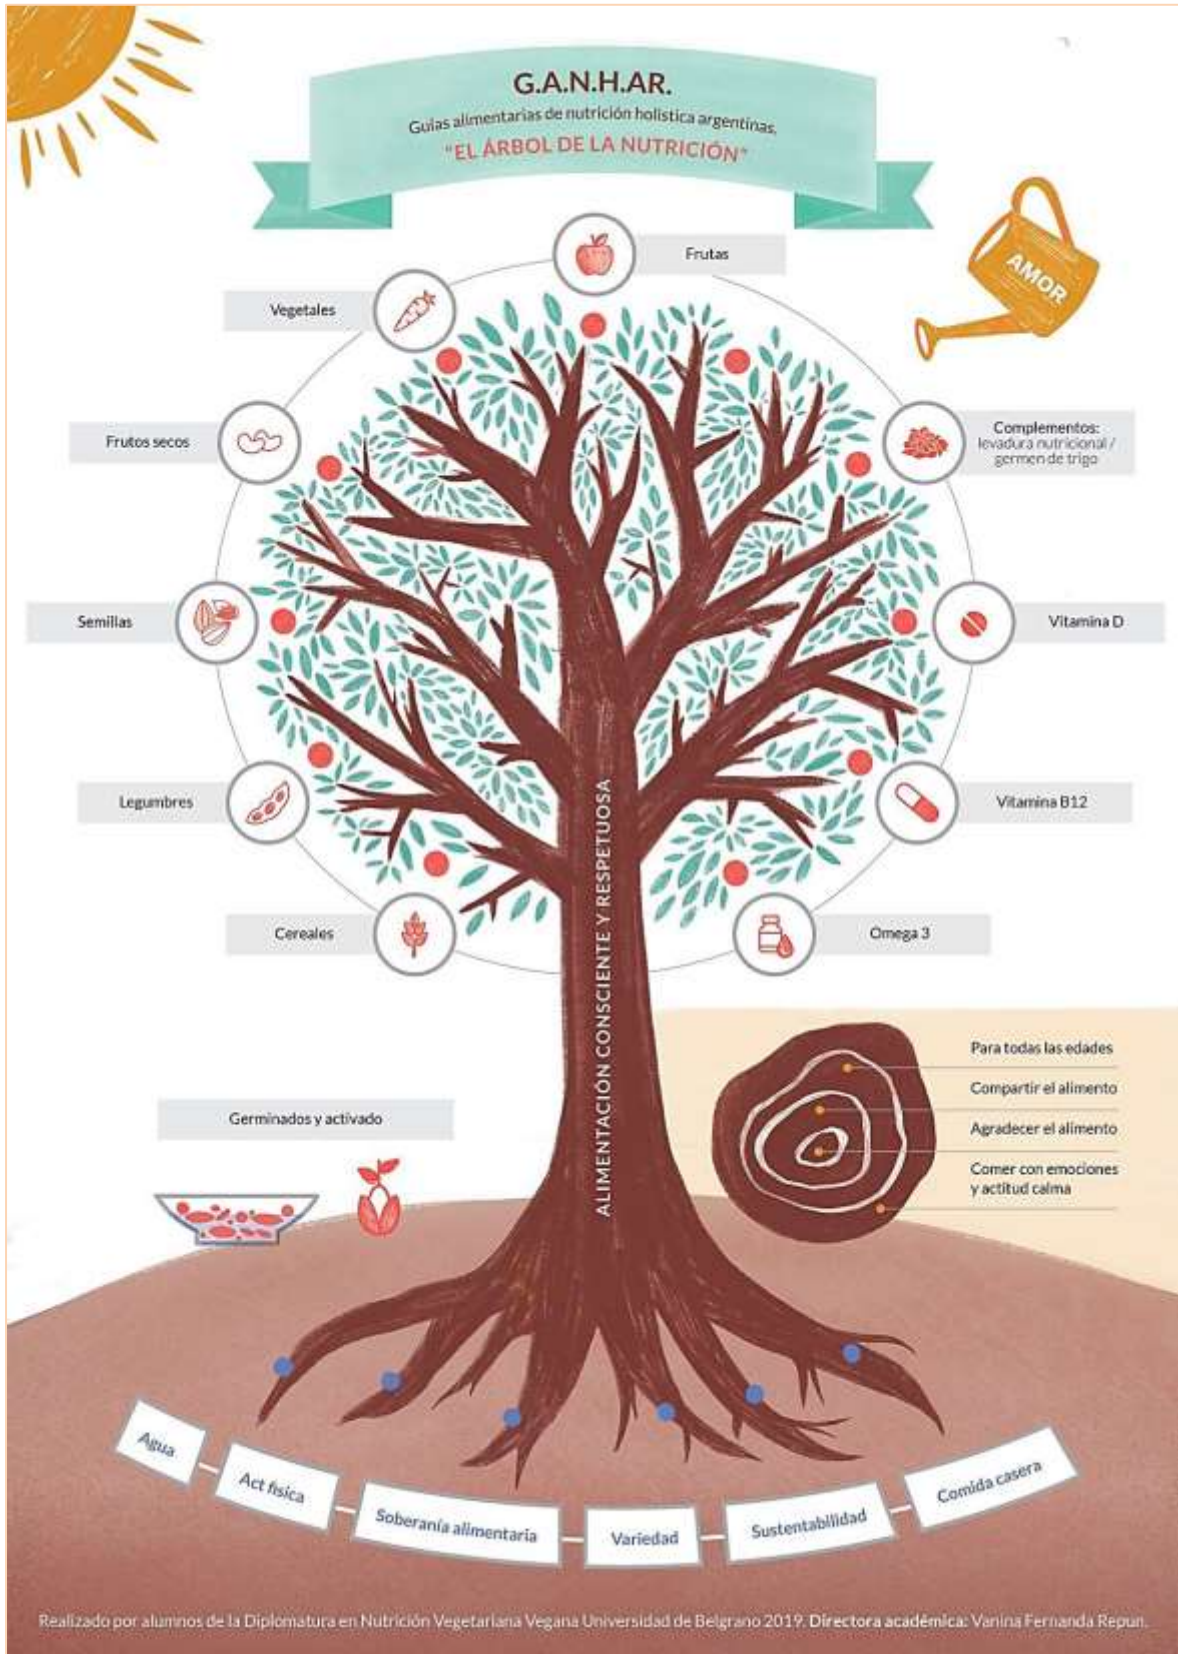 G.A.N.H.AR.
Guías alimentarias de nutrición holística argentinas.
"EL ÁRBOL DE LA NUTRICIÓN"
AMOR
Frutas
Vegetales
Frutos secos
Complementos:
levadura nutricional /
germen de trigo
Semillas
Vitamina D
Legumbres
Vitamina B12
Cereales
Omega 3
ALIMENTACIÓN CONSCIENTE Y RESPETUOSA
Para todas las edades
Compartir el alimento
Agradecer el alimento
Comer con emociones
y actitud calma
Germinados y activado
Agua
Act física
Soberanía alimentaria
Variedad
Sustentabilidad
Comida casera
Realizado por alumnos de la Diplomatura en Nutrición Vegetariana Vegana Universidad de Belgrano 2019. Directora académica: Vanina Fernanda Repun.